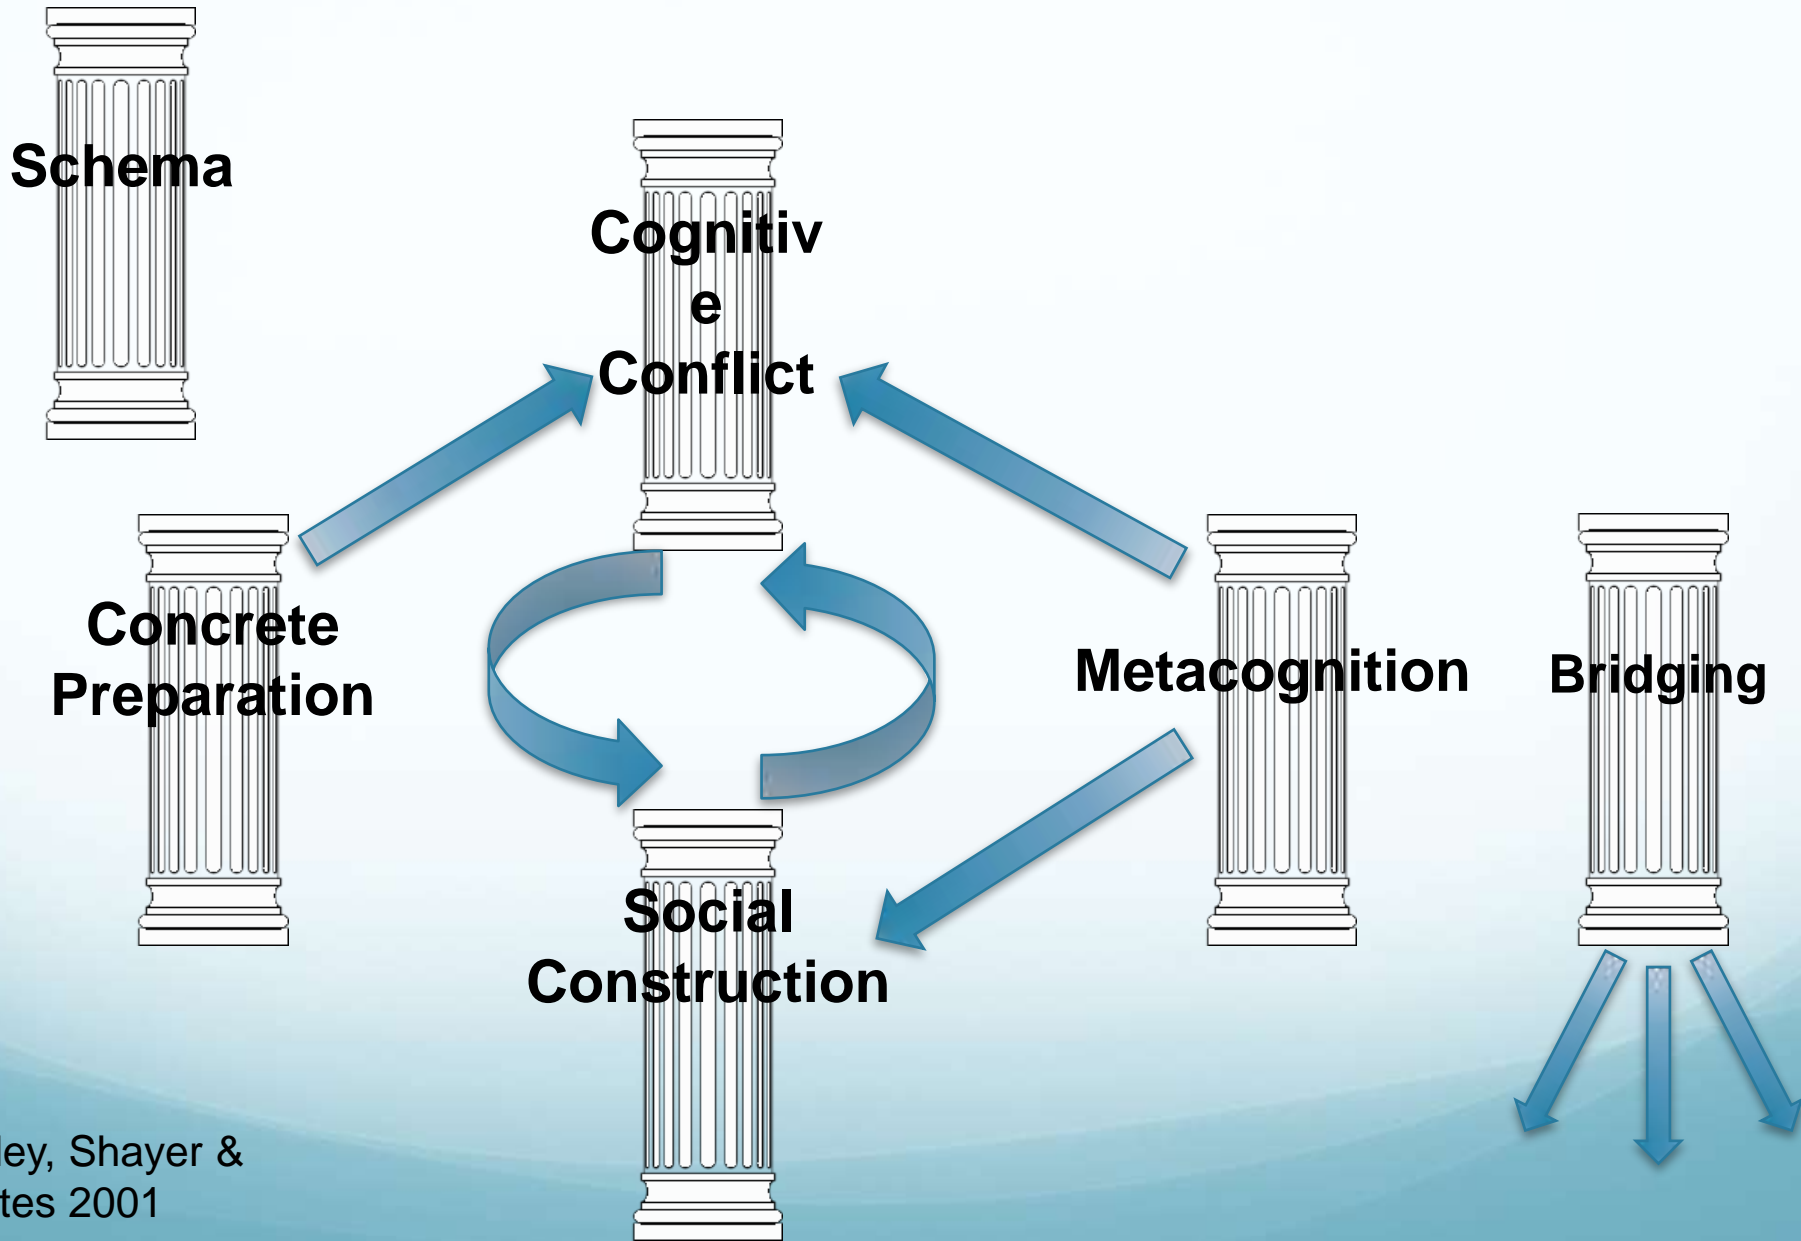 Schema
Cognitiv
e
Conflict
Concrete
Preparation
Metacognition
Bridging
Social
Construction
ley, Shayer &
tes 2001